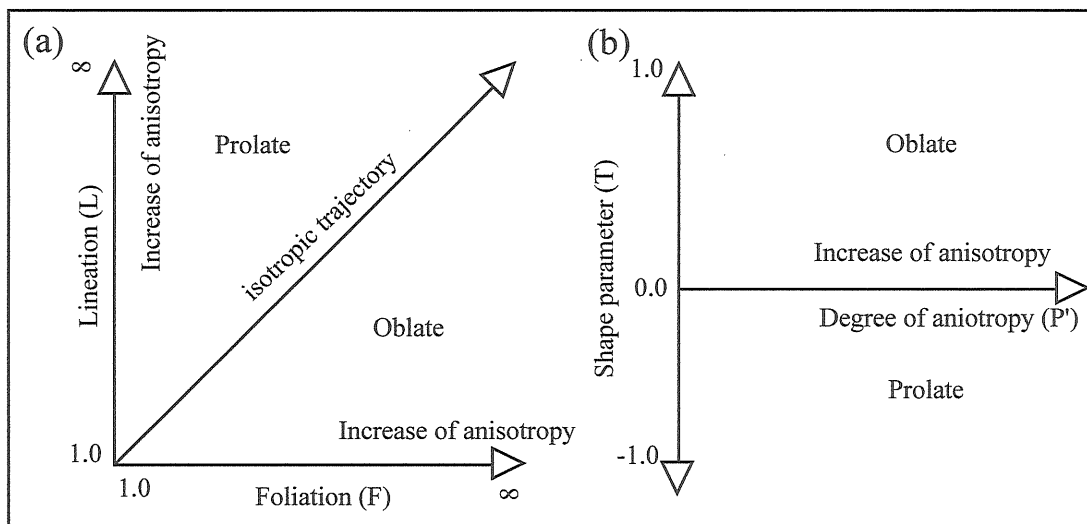 (a)
∞
Increase of anisotropy
Lineation (L)
Prolate
isotropic trajectory
Oblate
Increase of anisotropy
1.0
1.0
Foliation (F)
∞
(b)
1.0
Shape parameter (T)
Oblate
Increase of anisotropy
0.0
Degree of aniotropy (P')
Prolate
-1.0